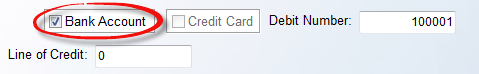 Bank Account Credit Card Debit Number: 100001
Line of Credit: 0